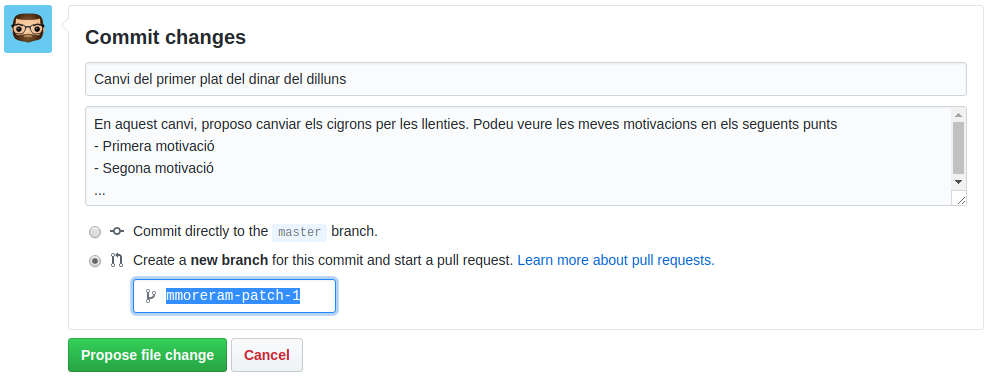 Commit changes
Canvi del primer plat del dinar del dilluns
En aquest canvi, proposo canviar els cigrons per les llenties. Podeu veure les meves motivacions en els seguents punts
- Primera motivació
- Segona motivació
...
Commit directly to the master branch.
Create a new branch for this commit and start a pull request. Learn more about pull requests.
mmoreram-patch-1
Propose file change Cancel